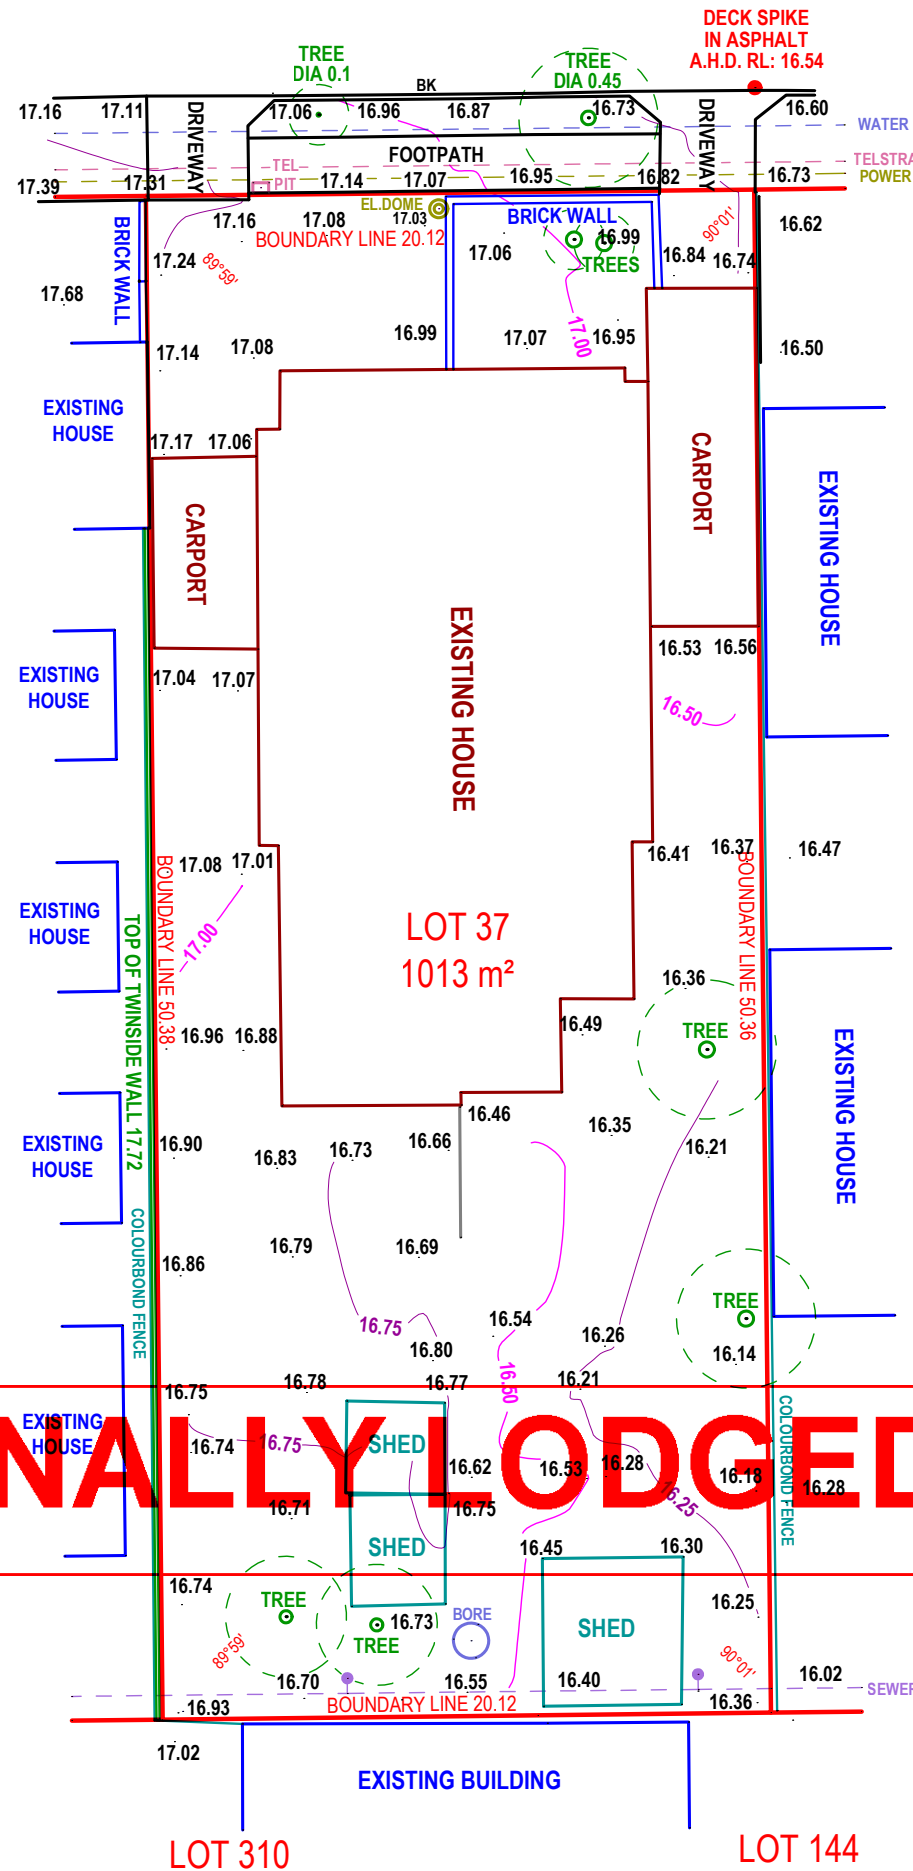 DECK SPIKE
IN ASPHALT
A.H.D. RL: 16.54
TREE
DIA 0.1
TREE
DIA 0.45
BK
17.16
17.11
DRIVEWAY
17.06
16.96
16.87
16.73
DRIVEWAY
16.60
WATER
FOOTPATH
TEL
PIT
TELSTRA
POWER
17.39
17.31
17.14
17.07
16.95
16.82
16.73
EL.DOME
17.16
17.08
17.03
BRICK WALL
BOUNDARY LINE 20.12
16.99
90°01'
16.62
BRICK WALL
17.24
89°59'
17.06
TREES
16.84
16.74
17.68
16.99
17.07
17.00
16.95
16.50
17.14
17.08
EXISTING
HOUSE
17.17
17.06
CARPORT
CARPORT
EXISTING HOUSE
EXISTING HOUSE
16.53
16.56
EXISTING
HOUSE
17.04
17.07
16.50
17.08
17.01
16.41
16.37
16.47
BOUNDARY LINE 50.38
BOUNDARY LINE 50.36
EXISTING
HOUSE
TOP OF TWINSIDE WALL 17.72
17.00
LOT 37
1013 m²
16.36
TREE
16.96
16.88
16.49
EXISTING HOUSE
EXISTING
HOUSE
16.90
16.83
16.73
16.66
16.46
16.35
16.21
COLOURBOND FENCE
16.86
16.79
16.69
16.75
16.54
TREE
16.26
16.80
16.14
16.75
16.78
16.77
16.50
16.21
EXISTING
HOUSE
NALLY LODGED
COLOURBOND FENCE
16.74
16.75
SHED
16.62
16.53
16.28
16.18
16.28
16.25
16.71
16.75
SHED
16.45
16.30
16.74
TREE
TREE
16.73
BORE
SHED
16.25
89°59'
90°01'
16.70
16.55
16.40
16.36
16.02
SEWER
16.93
BOUNDARY LINE 20.12
17.02
EXISTING BUILDING
LOT 310
LOT 144